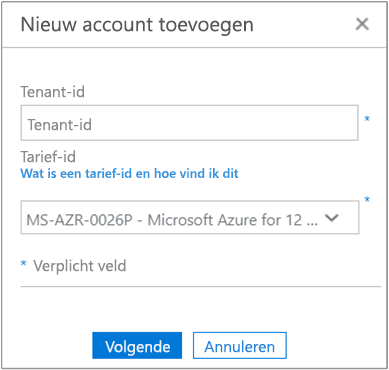 Nieuw account toevoegen
Tenant-id
Tenant-id *
Tarief-id
Wat is een tarief-id en hoe vind ik dit
MS-AZR-0026P - Microsoft Azure for 12 ... *
* Verplicht veld
Volgende Annuleren